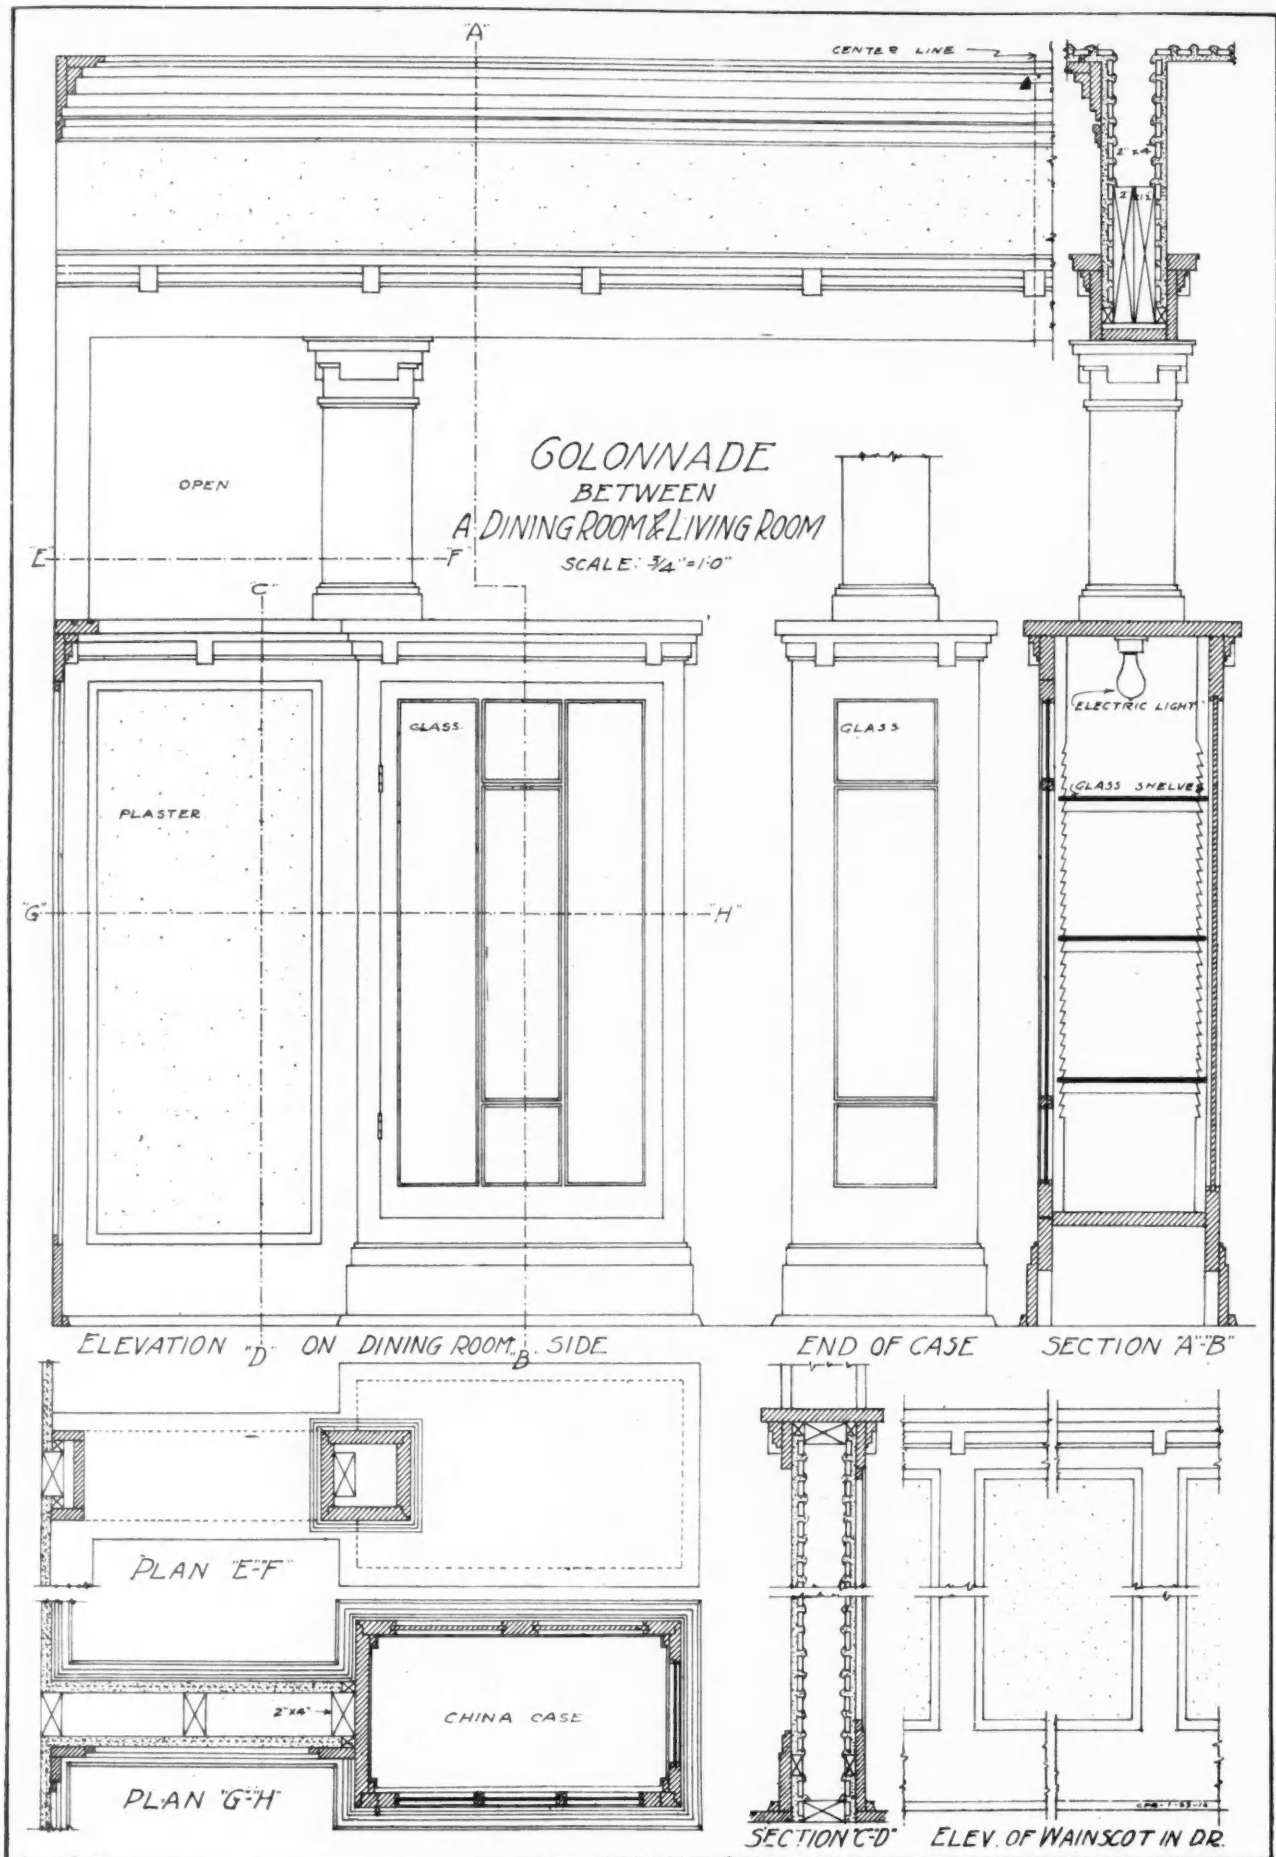 "A"
CENTER LINE
2" x 4"
GOLONNADE
BETWEEN
A DINING ROOM & LIVING ROOM
SCALE: 3/4" = 1'-0"
OPEN
"E"
"F"
"C"
ELECTRIC LIGHT
GLASS
GLASS
GLASS SHELVES
PLASTER
"G"
"H"
ELEVATION "D" ON DINING ROOM SIDE
"B"
END OF CASE
SECTION "A"-"B"
PLAN "E-F"
2"x4"
CHINA CASE
PLAN "G-H"
SECTION "C-D"
ELEV. OF WAINSCOT IN D.R.